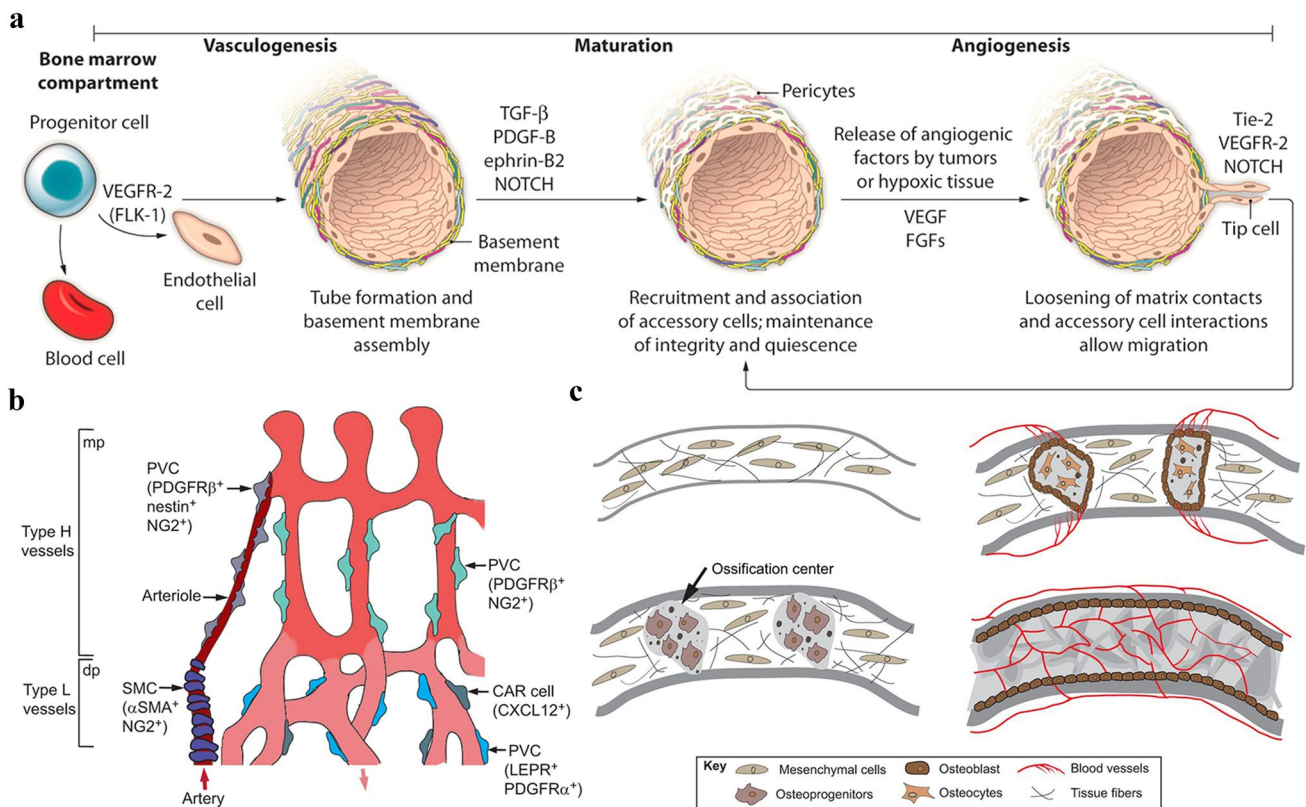 a
Vasculogenesis
Maturation
Angiogenesis
Bone marrow
compartment
Progenitor cell
VEGFR-2
(FLK-1)
Endothelial
cell
Blood cell
Basement
membrane
Tube formation and
basement membrane
assembly
TGF-β
PDGF-B
ephrin-B2
NOTCH
Pericytes
Recruitment and association
of accessory cells; maintenance
of integrity and quiescence
Release of angiogenic
factors by tumors
or hypoxic tissue
VEGF
FGFs
Tie-2
VEGFR-2
NOTCH
Tip cell
Loosening of matrix contacts
and accessory cell interactions
allow migration
b
mp
Type H
vessels
PVC
(PDGFRβ⁺
nestin⁺
NG2⁺)
Arteriole
PVC
(PDGFRβ⁺
NG2⁺)
dp
Type L
vessels
SMC
(αSMA⁺
NG2⁺)
CAR cell
(CXCL12⁺)
PVC
(LEPR⁺
PDGFRα⁺)
Artery
c
Ossification center
Key
Mesenchymal cells
Osteoblast
Blood vessels
Osteoprogenitors
Osteocytes
Tissue fibers